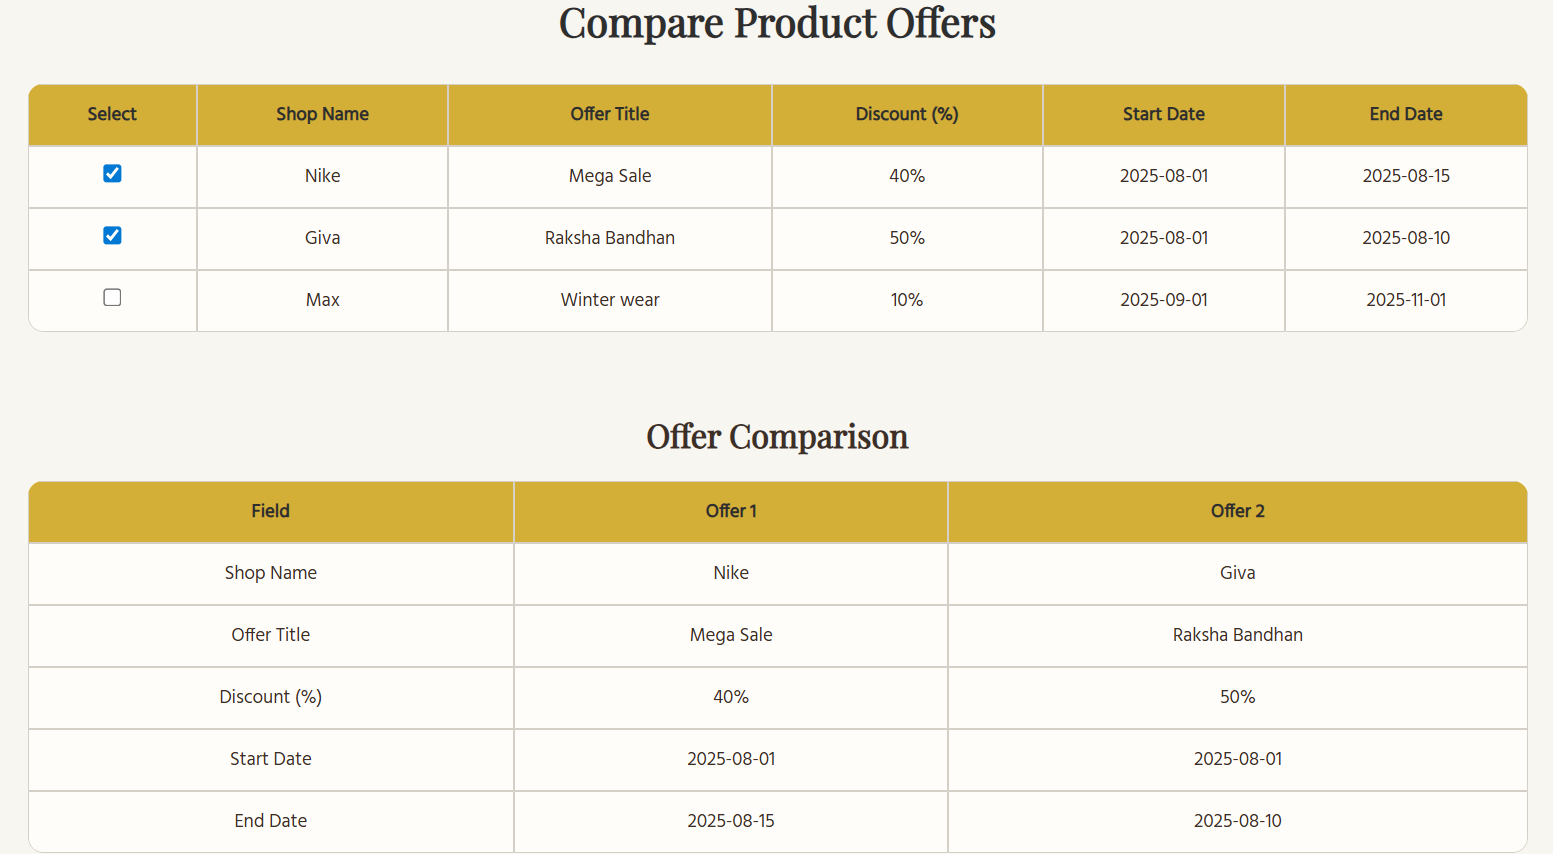 Compare Product Offers
Select Shop Name Offer Title Discount (%) Start Date End Date
Nike Mega Sale 40% 2025-08-01 2025-08-15
Giva Raksha Bandhan 50% 2025-08-01 2025-08-10
Max Winter wear 10% 2025-09-01 2025-11-01
Offer Comparison
Field Offer 1 Offer 2
Shop Name Nike Giva
Offer Title Mega Sale Raksha Bandhan
Discount (%) 40% 50%
Start Date 2025-08-01 2025-08-01
End Date 2025-08-15 2025-08-10